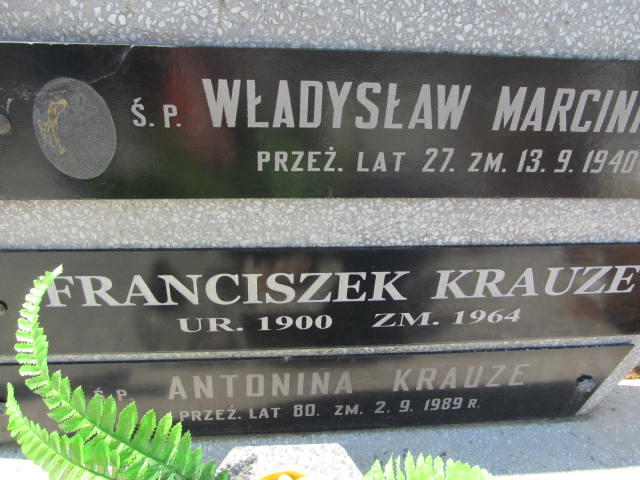 Ś.P. WŁADYSŁAW
PRZEŻ. LAT 27. ZM. 13.9.1940
FRANCISZEK KRAUZE
UR. 1900 ZM. 1964
Ś.P. ANTONINA KRAUZE
PRZEŻ. LAT 80. ZM. 2.9.1989 R.